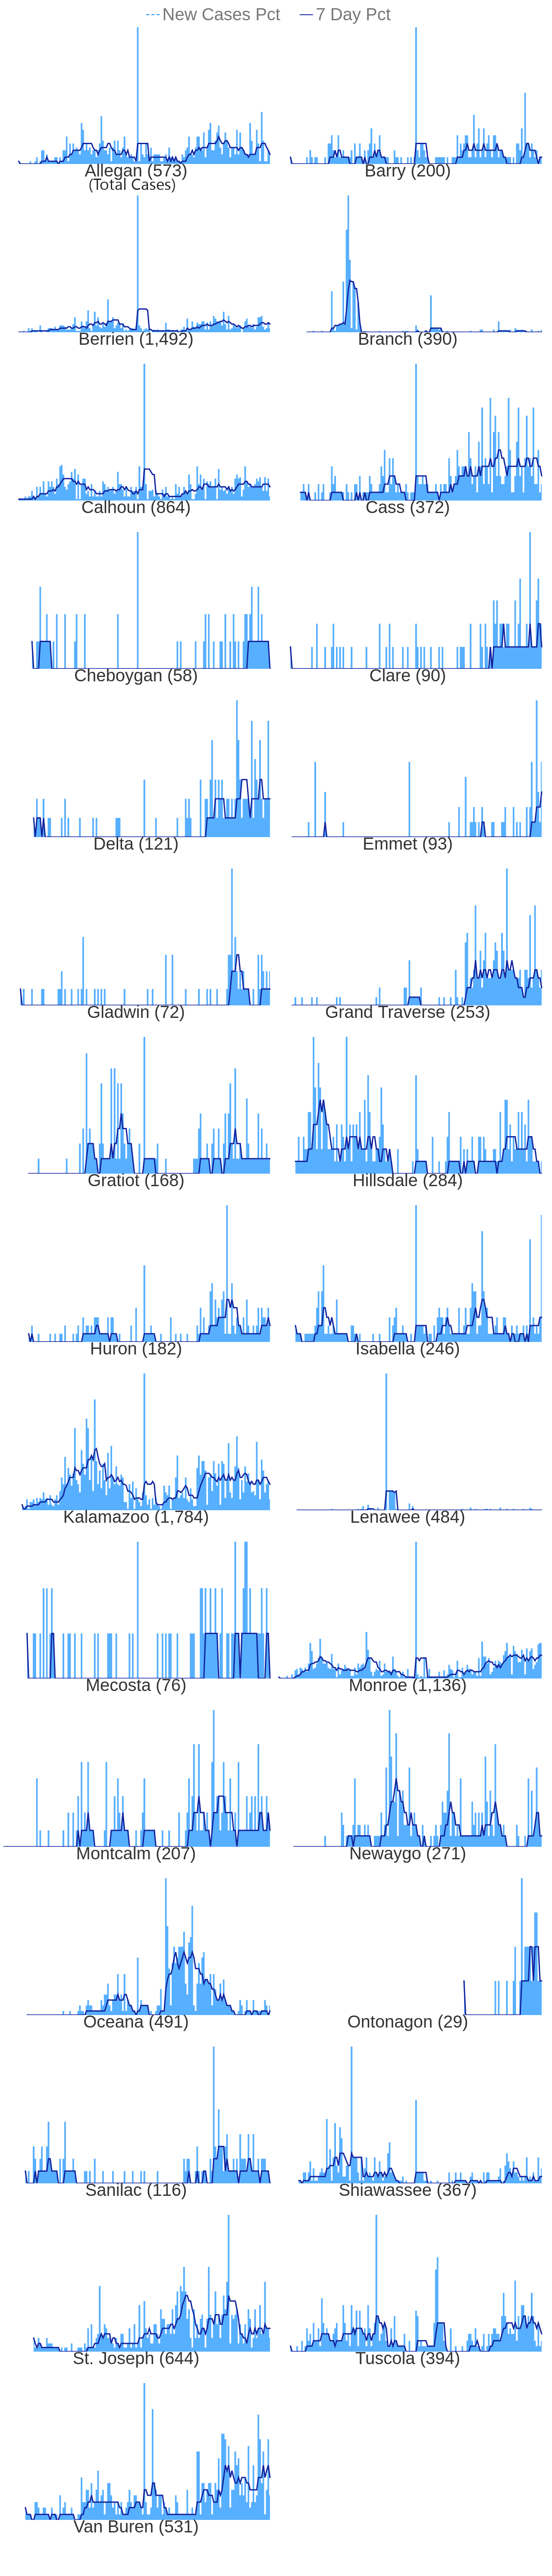 New Cases Pct 7 Day Pct
Allegan (573) Barry (200)
(Total Cases)
Berrien (1,492) Branch (390)
Calhoun (864) Cass (372)
Cheboygan (58) Clare (90)
Delta (121) Emmet (93)
Gladwin (72) Grand Traverse (253)
Gratiot (168) Hillsdale (284)
Huron (182) Isabella (246)
Kalamazoo (1,784) Lenawee (484)
Mecosta (76) Monroe (1,136)
Montcalm (207) Newaygo (271)
Oceana (491) Ontonagon (29)
Sanilac (116) Shiawassee (367)
St. Joseph (644) Tuscola (394)
Van Buren (531)